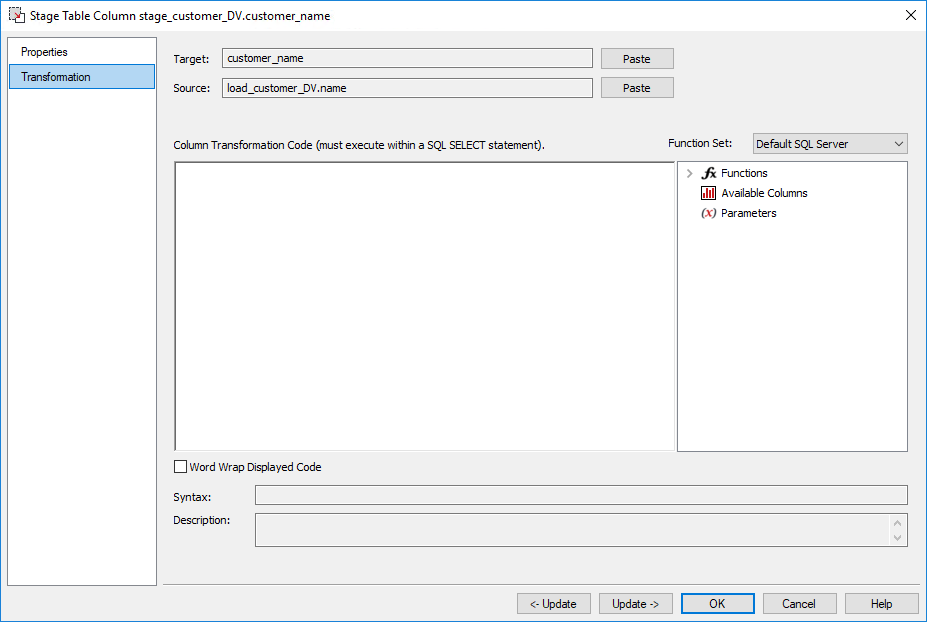 Stage Table Column stage_customer_DV.customer_name
Properties
Transformation
Target: customer_name Paste
Source: load_customer_DV.name Paste
Column Transformation Code (must execute within a SQL SELECT statement). Function Set: Default SQL Server
fx Functions
Available Columns
(x) Parameters
Word Wrap Displayed Code
Syntax:
Description:
<- Update Update -> OK Cancel Help